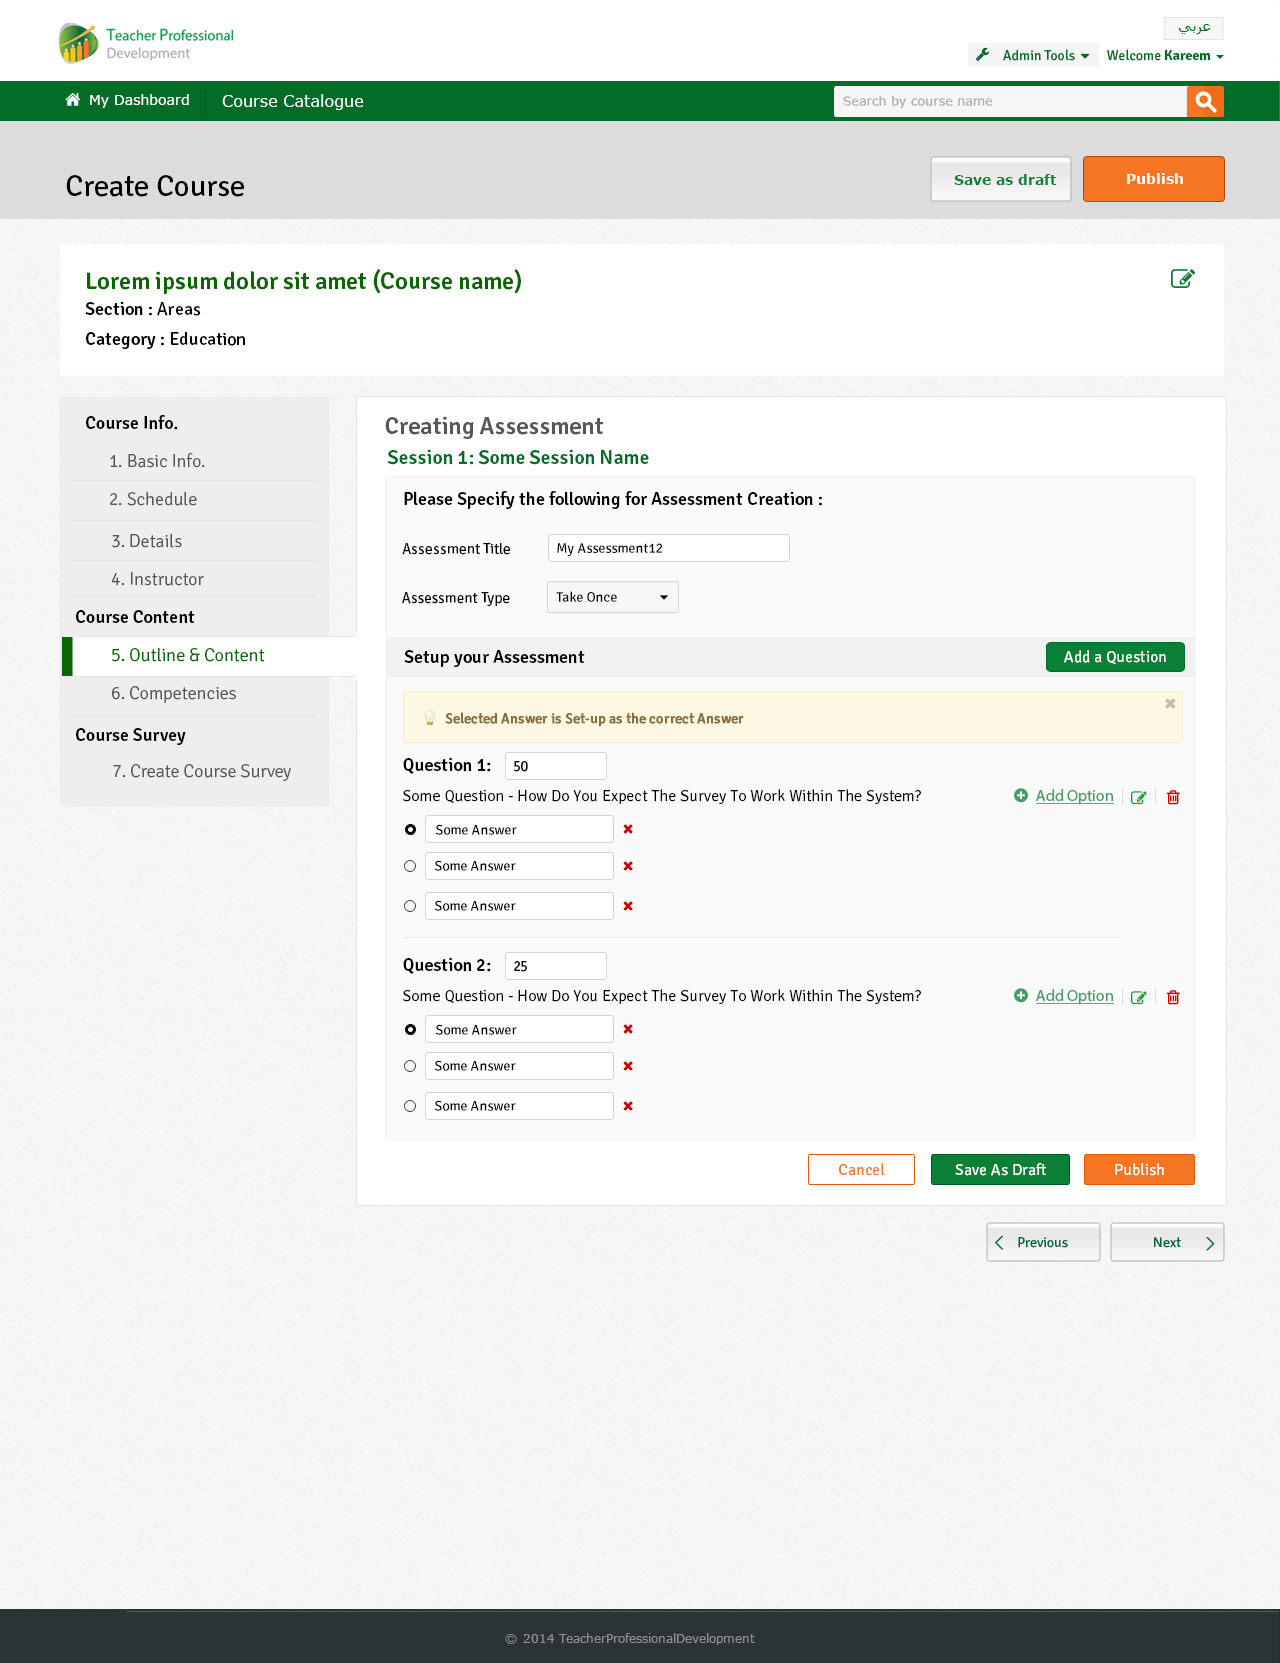 Teacher Professional
Development
عربي
Admin Tools
Welcome Kareem
My Dashboard
Course Catalogue
Search by course name
Create Course
Save as draft
Publish
Lorem ipsum dolor sit amet (Course name)
Section : Areas
Category : Education
Course Info.
1. Basic Info.
2. Schedule
3. Details
4. Instructor
Course Content
5. Outline & Content
6. Competencies
Course Survey
7. Create Course Survey
Creating Assessment
Session 1: Some Session Name
Please Specify the following for Assessment Creation :
Assessment Title
My Assessment12
Assessment Type
Take Once
Setup your Assessment
Add a Question
Selected Answer is Set-up as the correct Answer
Question 1:
50
Some Question - How Do You Expect The Survey To Work Within The System?
Add Option
Some Answer
Some Answer
Some Answer
Question 2:
25
Some Question - How Do You Expect The Survey To Work Within The System?
Add Option
Some Answer
Some Answer
Some Answer
Cancel
Save As Draft
Publish
Previous
Next
© 2014 TeacherProfessionalDevelopment